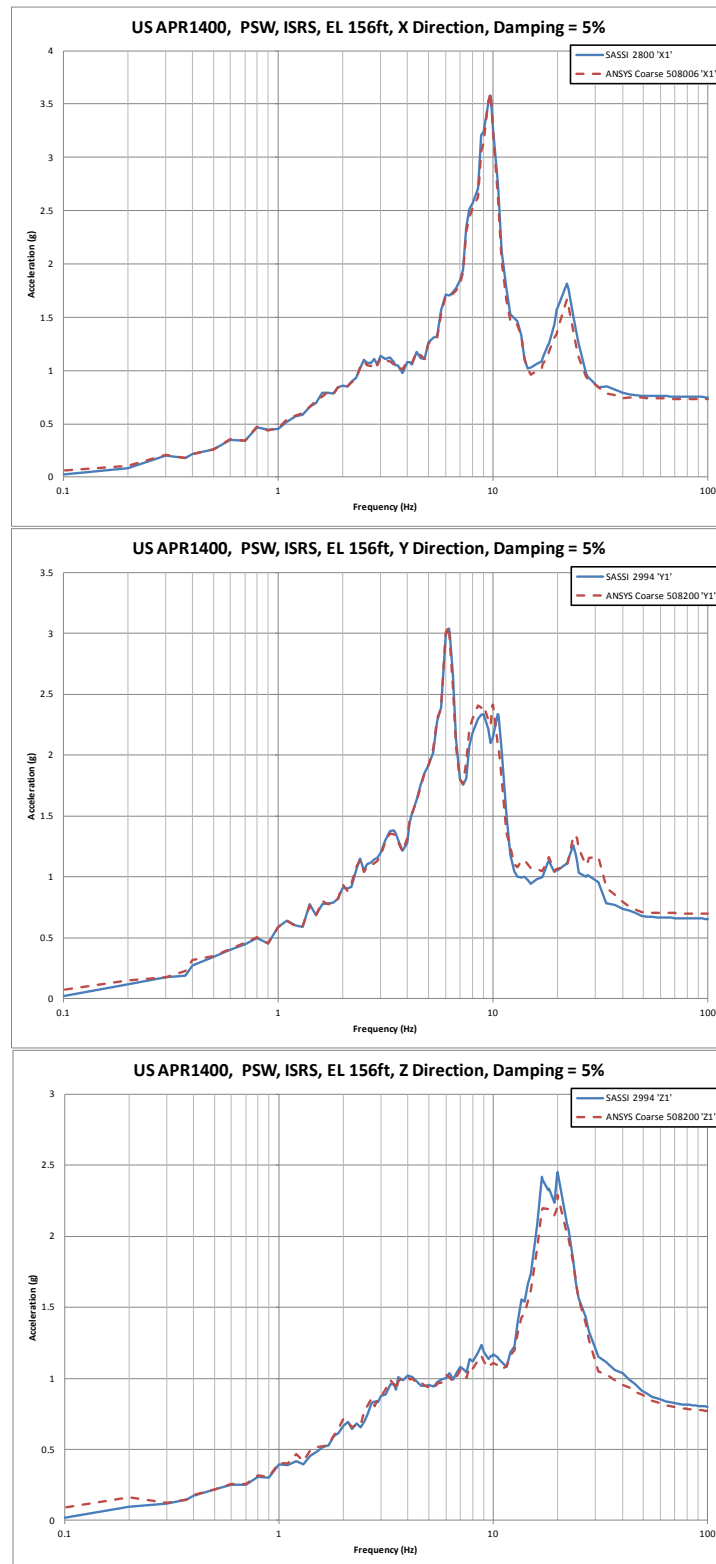 US APR1400, PSW, ISRS, EL 156ft, X Direction, Damping = 5%
SASSI 2800 'X1'
ANSYS Coarse 508006 'X1'
4
3.5
3
2.5
2
1.5
1
0.5
0
Acceleration (g)
0.1 1 10 100
Frequency (Hz)
US APR1400, PSW, ISRS, EL 156ft, Y Direction, Damping = 5%
SASSI 2994 'Y1'
ANSYS Coarse 508200 'Y1'
3.5
3
2.5
2
1.5
1
0.5
0
Acceleration (g)
0.1 1 10 100
Frequency (Hz)
US APR1400, PSW, ISRS, EL 156ft, Z Direction, Damping = 5%
SASSI 2994 'Z1'
ANSYS Coarse 508200 'Z1'
3
2.5
2
1.5
1
0.5
0
Acceleration (g)
0.1 1 10 100
Frequency (Hz)